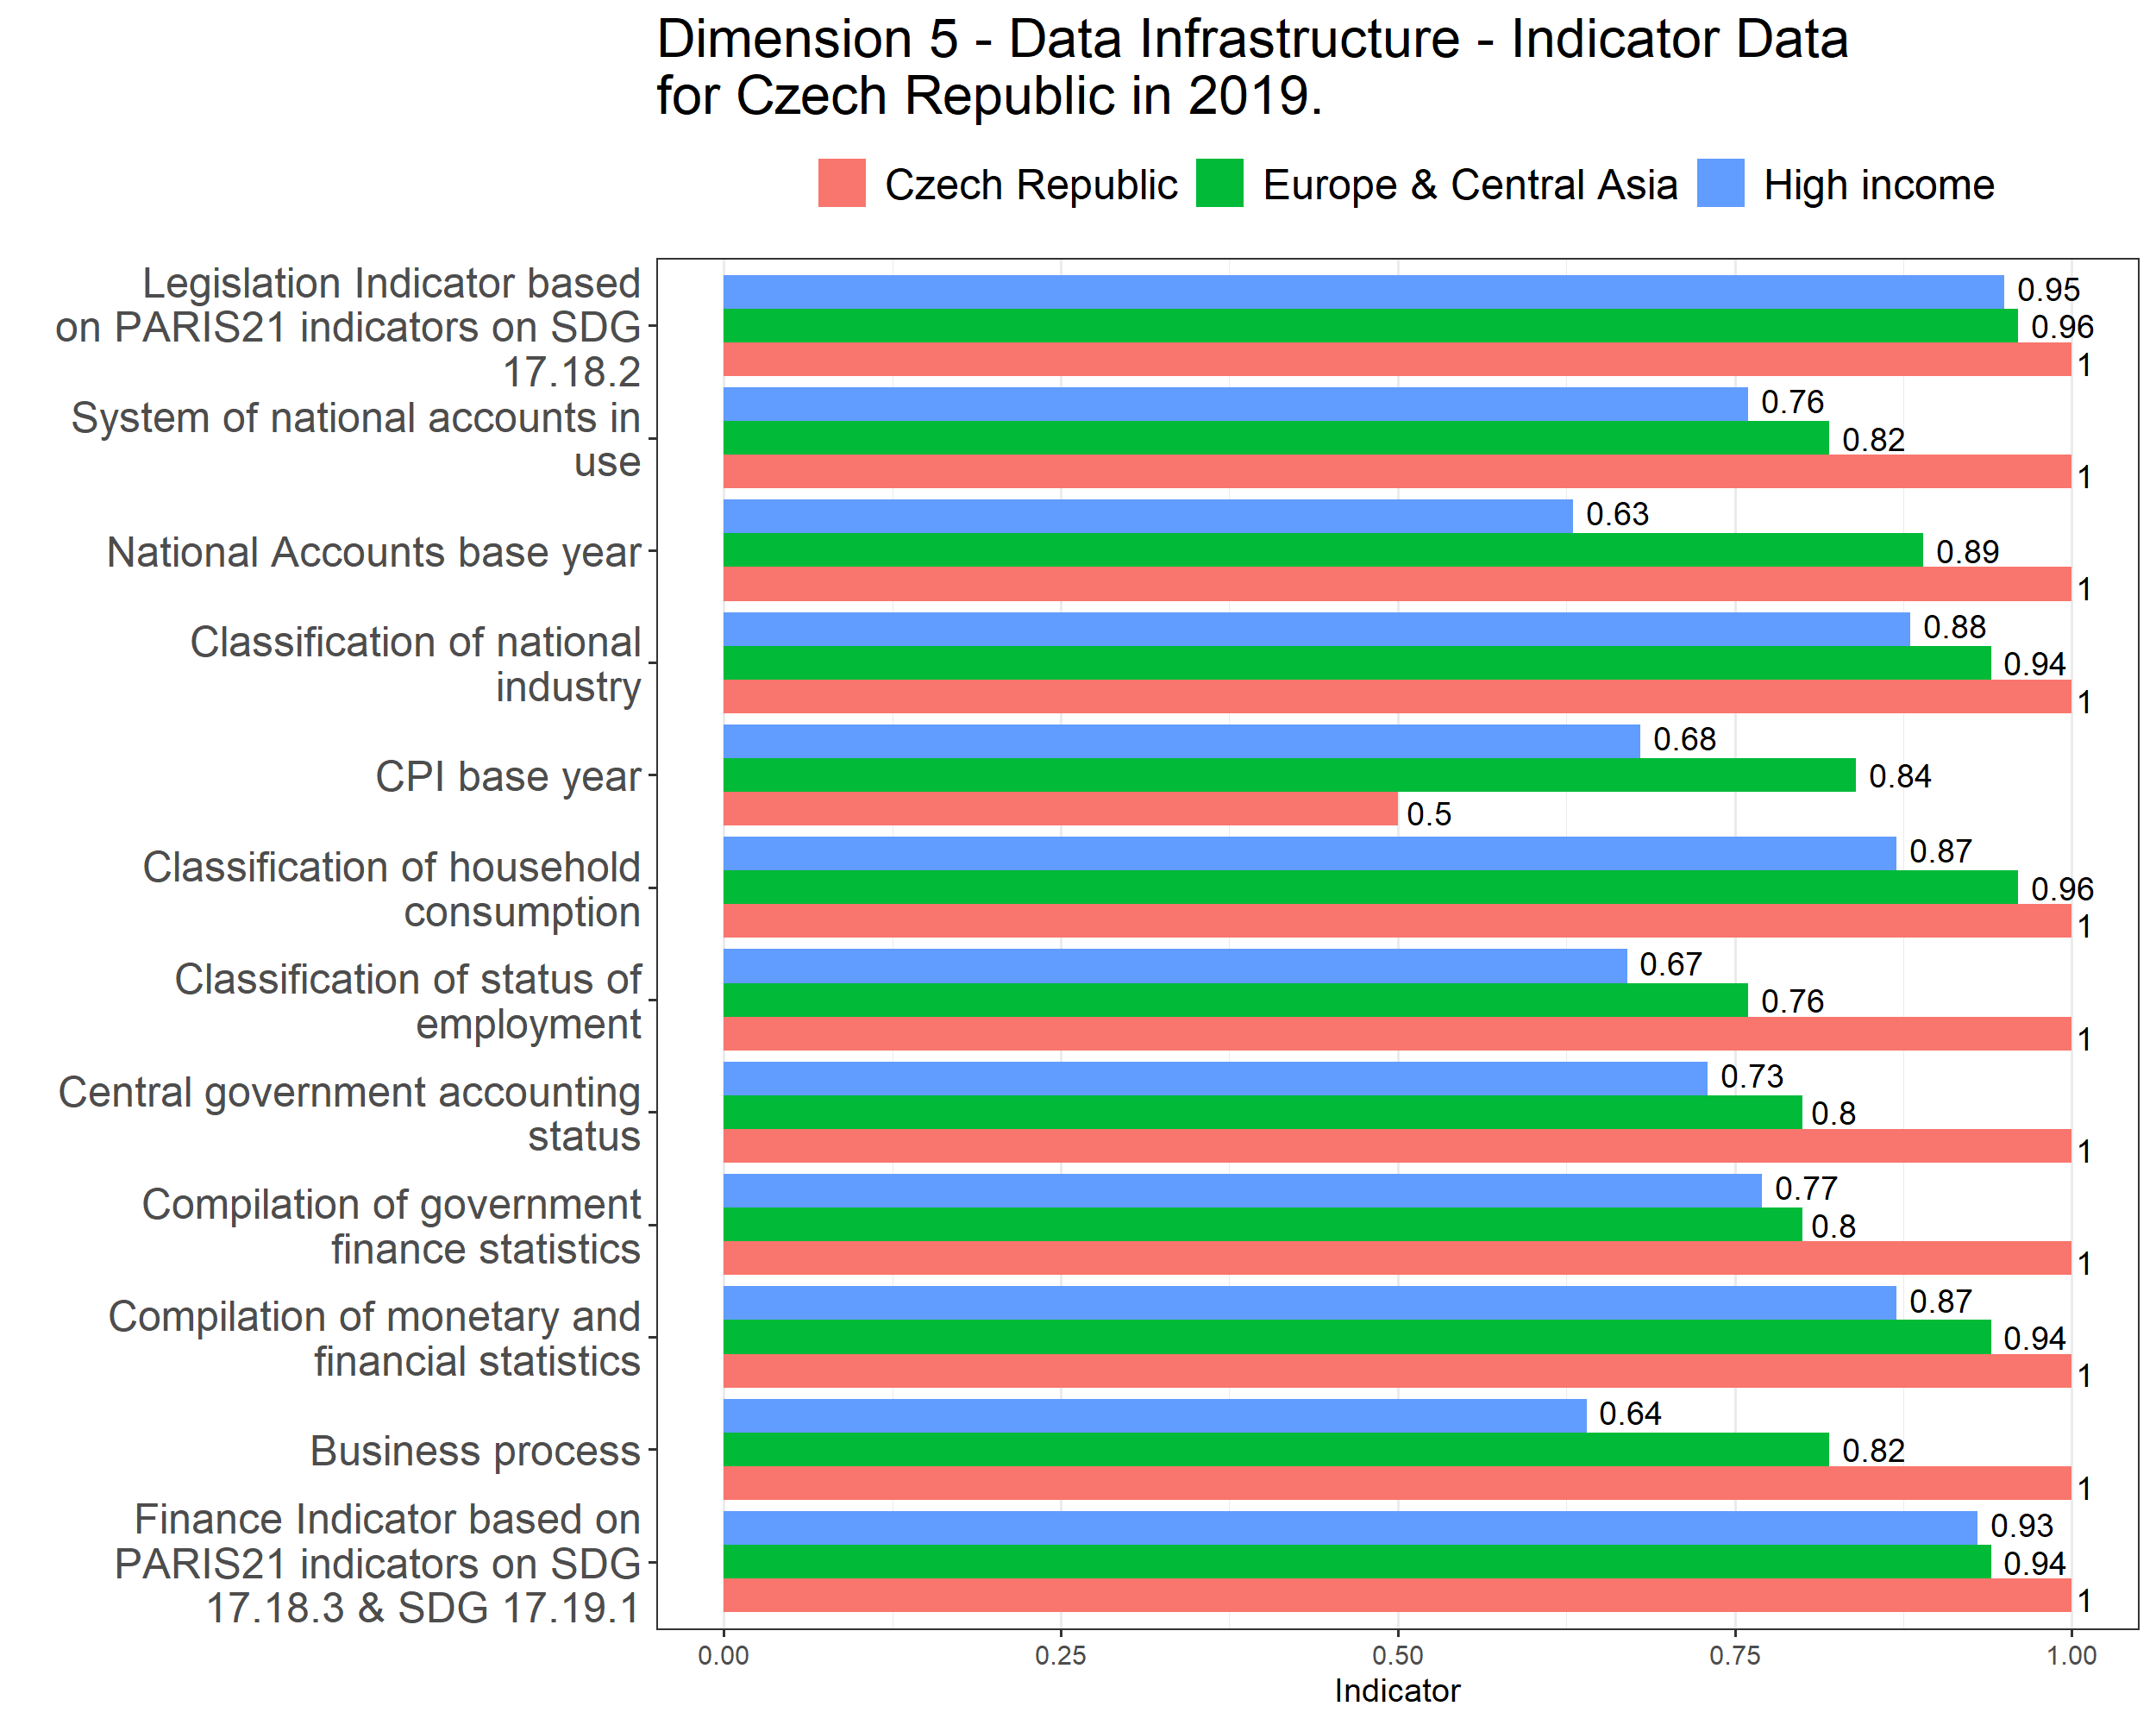 Dimension 5 - Data Infrastructure - Indicator Data
for Czech Republic in 2019.
Czech Republic Europe & Central Asia High income
Legislation Indicator based
on PARIS21 indicators on SDG
17.18.2
0.95
0.96
1
System of national accounts in
use
0.76
0.82
1
National Accounts base year
0.63
0.89
1
Classification of national
industry
0.88
0.94
1
CPI base year
0.68
0.84
0.5
Classification of household
consumption
0.87
0.96
1
Classification of status of
employment
0.67
0.76
1
Central government accounting
status
0.73
0.8
1
Compilation of government
finance statistics
0.77
0.8
1
Compilation of monetary and
financial statistics
0.87
0.94
1
Business process
0.64
0.82
1
Finance Indicator based on
PARIS21 indicators on SDG
17.18.3 & SDG 17.19.1
0.93
0.94
1
0.00 0.25 0.50 0.75 1.00
Indicator